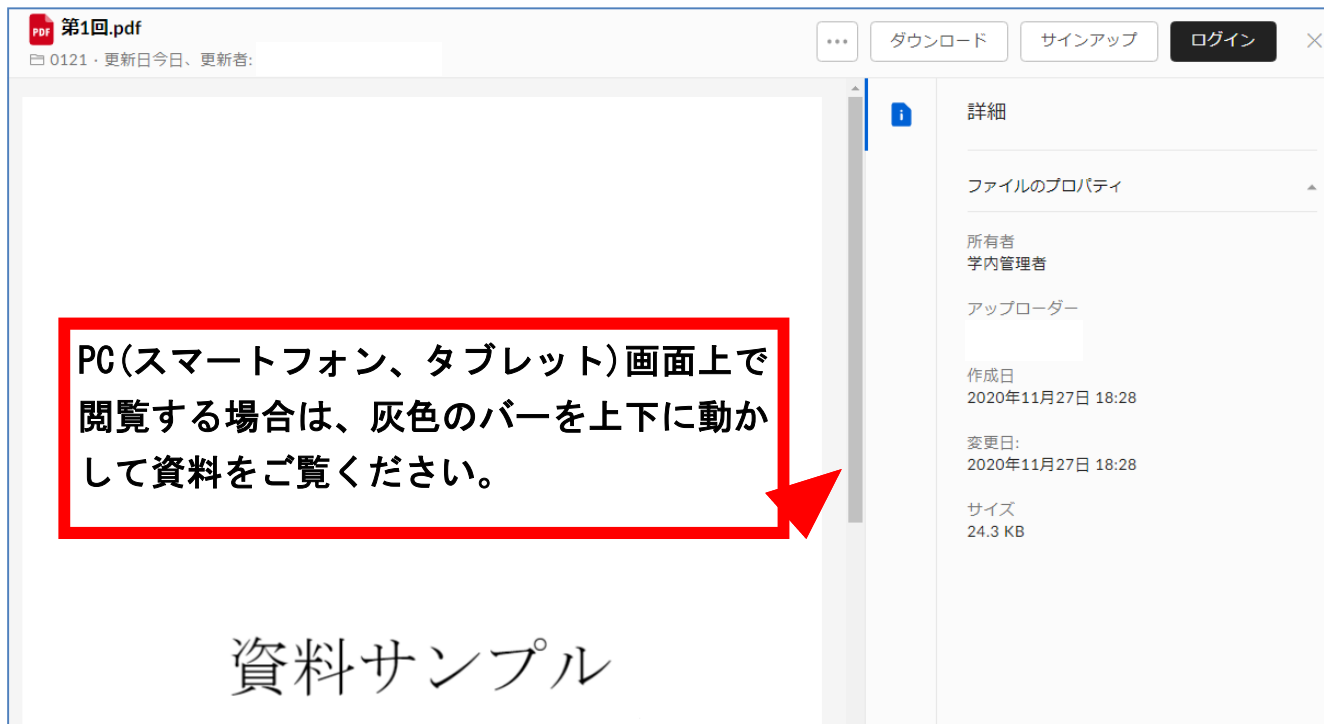 PDF 第1回.pdf
0121・更新日今日、更新者:
… ダウンロード サインアップ ログイン ×
詳細
ファイルのプロパティ
所有者
学内管理者
アップローダー
作成日
2020年11月27日 18:28
変更日:
2020年11月27日 18:28
サイズ
24.3 KB
PC(スマートフォン、タブレット)画面上で
閲覧する場合は、灰色のバーを上下に動か
して資料をご覧ください。
資料サンプル